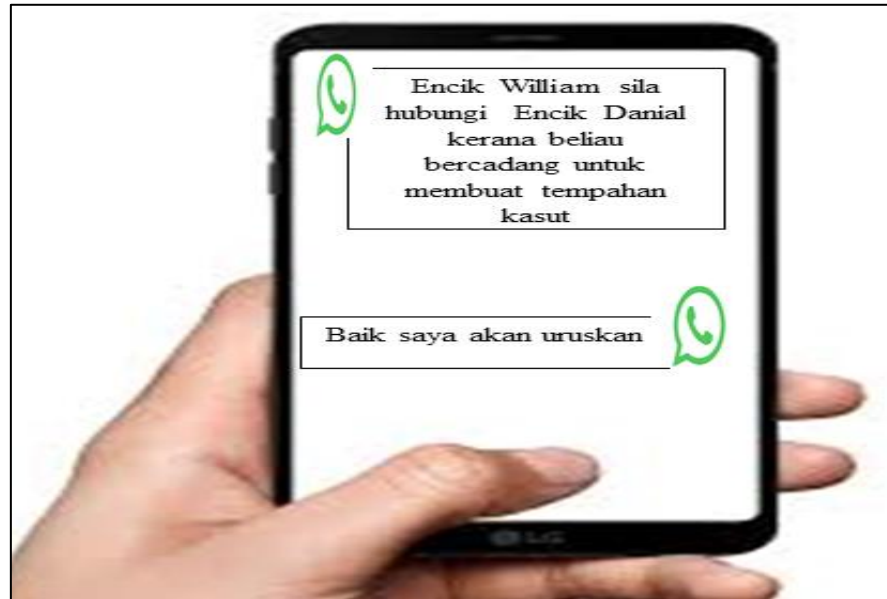 Encik William sila
hubungi Encik Danial
kerana beliau
bercadang untuk
membuat tempahan
kasut
Baik saya akan uruskan
LG